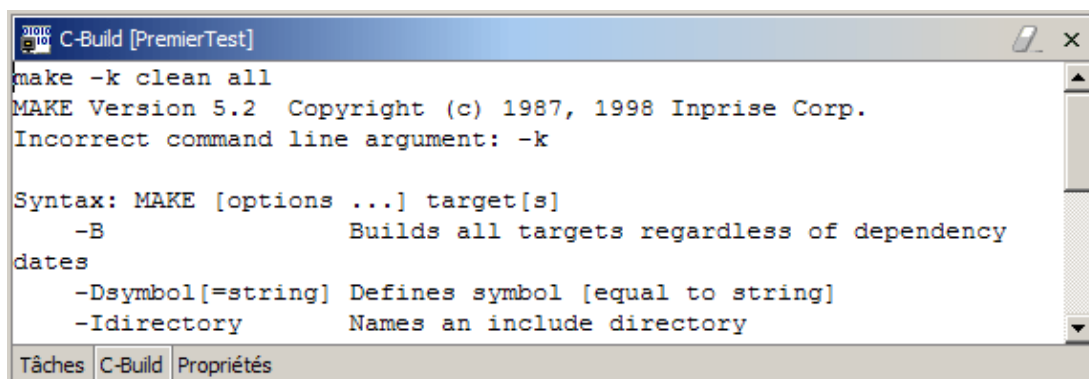 C-Build [PremierTest]
make -k clean all
MAKE Version 5.2  Copyright (c) 1987, 1998 Inprise Corp.
Incorrect command line argument: -k
Syntax: MAKE [options ...] target[s]
    -B               Builds all targets regardless of dependency
dates
    -Dsymbol[=string] Defines symbol [equal to string]
    -Idirectory      Names an include directory
Tâches C-Build Propriétés